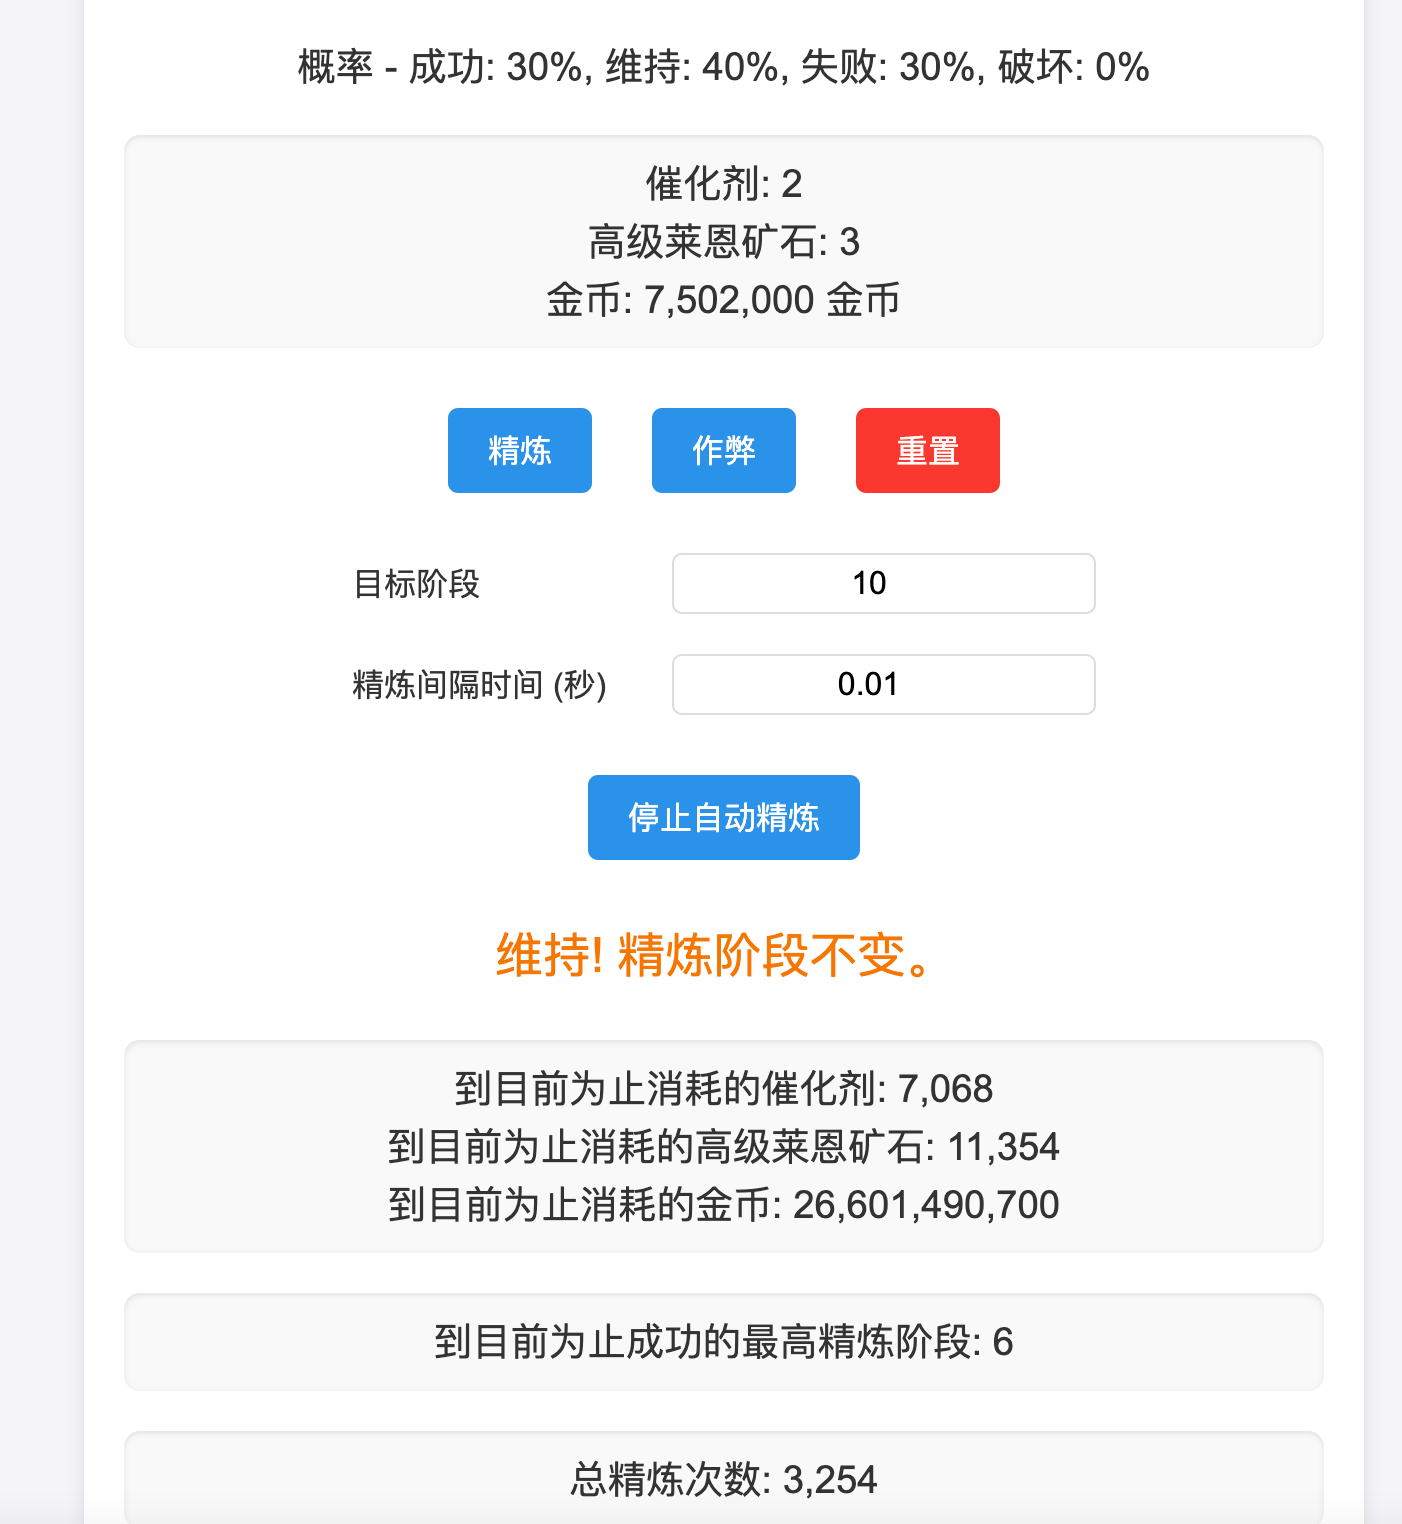 概率 - 成功: 30%, 维持: 40%, 失败: 30%, 破坏: 0%
催化剂: 2
高级莱恩矿石: 3
金币: 7,502,000 金币
精炼 作弊 重置
目标阶段 10
精炼间隔时间 (秒) 0.01
停止自动精炼
维持! 精炼阶段不变。
到目前为止消耗的催化剂: 7,068
到目前为止消耗的高级莱恩矿石: 11,354
到目前为止消耗的金币: 26,601,490,700
到目前为止成功的最高精炼阶段: 6
总精炼次数: 3,254